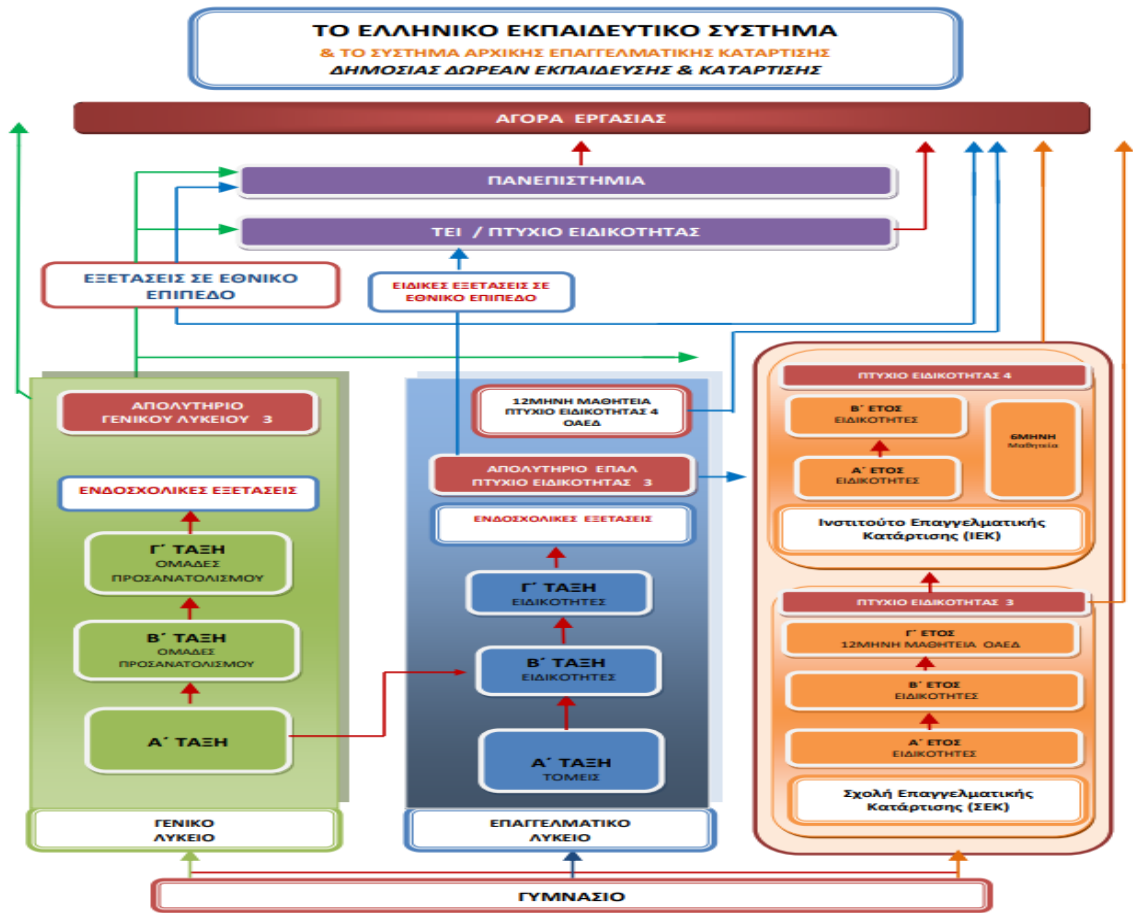 ΤΟ ΕΛΛΗΝΙΚΟ ΕΚΠΑΙΔΕΥΤΙΚΟ ΣΥΣΤΗΜΑ
& ΤΟ ΣΥΣΤΗΜΑ ΑΡΧΙΚΗΣ ΕΠΑΓΓΕΛΜΑΤΙΚΗΣ ΚΑΤΑΡΤΙΣΗΣ
ΔΗΜΟΣΙΑΣ ΔΩΡΕΑΝ ΕΚΠΑΙΔΕΥΣΗΣ & ΚΑΤΑΡΤΙΣΗΣ
ΑΓΟΡΑ ΕΡΓΑΣΙΑΣ
ΠΑΝΕΠΙΣΤΗΜΙΑ
ΤΕΙ / ΠΤΥΧΙΟ ΕΙΔΙΚΟΤΗΤΑΣ
ΕΞΕΤΑΣΕΙΣ ΣΕ ΕΘΝΙΚΟ
ΕΠΙΠΕΔΟ
ΕΙΔΙΚΕΣ ΕΞΕΤΑΣΕΙΣ ΣΕ
ΕΘΝΙΚΟ ΕΠΙΠΕΔΟ
ΑΠΟΛΥΤΗΡΙΟ
ΓΕΝΙΚΟΥ ΛΥΚΕΙΟΥ 3
ΕΝΔΟΣΧΟΛΙΚΕΣ ΕΞΕΤΑΣΕΙΣ
Γ΄ ΤΑΞΗ
ΟΜΑΔΕΣ
ΠΡΟΣΑΝΑΤΟΛΙΣΜΟΥ
Β΄ ΤΑΞΗ
ΟΜΑΔΕΣ
ΠΡΟΣΑΝΑΤΟΛΙΣΜΟΥ
Α΄ ΤΑΞΗ
ΓΕΝΙΚΟ
ΛΥΚΕΙΟ
12ΜΗΝΗ ΜΑΘΗΤΕΙΑ
ΠΤΥΧΙΟ ΕΙΔΙΚΟΤΗΤΑΣ 4
ΟΑΕΔ
ΑΠΟΛΥΤΗΡΙΟ ΕΠΑΛ
ΠΤΥΧΙΟ ΕΙΔΙΚΟΤΗΤΑΣ 3
ΕΝΔΟΣΧΟΛΙΚΕΣ ΕΞΕΤΑΣΕΙΣ
Γ΄ ΤΑΞΗ
ΕΙΔΙΚΟΤΗΤΕΣ
Β΄ ΤΑΞΗ
ΕΙΔΙΚΟΤΗΤΕΣ
Α΄ ΤΑΞΗ
ΤΟΜΕΙΣ
ΕΠΑΓΓΕΛΜΑΤΙΚΟ
ΛΥΚΕΙΟ
ΠΤΥΧΙΟ ΕΙΔΙΚΟΤΗΤΑΣ 4
Β΄ ΕΤΟΣ
ΕΙΔΙΚΟΤΗΤΕΣ
6ΜΗΝΗ
Μαθητεία
Α΄ ΕΤΟΣ
ΕΙΔΙΚΟΤΗΤΕΣ
Ινστιτούτο Επαγγελματικής
Κατάρτισης (ΙΕΚ)
ΠΤΥΧΙΟ ΕΙΔΙΚΟΤΗΤΑΣ 3
Γ΄ ΕΤΟΣ
12ΜΗΝΗ ΜΑΘΗΤΕΙΑ ΟΑΕΔ
Β΄ ΕΤΟΣ
ΕΙΔΙΚΟΤΗΤΕΣ
Α΄ ΕΤΟΣ
ΕΙΔΙΚΟΤΗΤΕΣ
Σχολή Επαγγελματικής
Κατάρτισης (ΣΕΚ)
ΓΥΜΝΑΣΙΟ